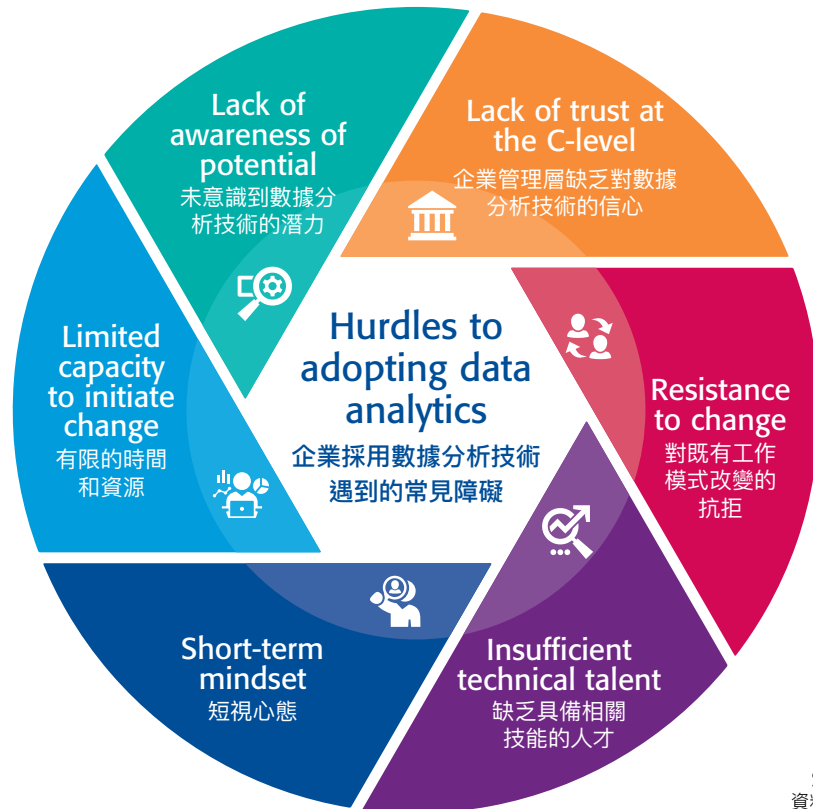 Hurdles to
adopting data
analytics
企業採用數據分析技術
遇到的常見障礙
Lack of
awareness of
potential
未意識到數據分
析技術的潛力
Lack of trust at
the C-level
企業管理層缺乏對數據
分析技術的信心
Resistance
to change
對既有工作
模式改變的
抗拒
Insufficient
technical talent
缺乏具備相關
技能的人才
Short-term
mindset
短視心態
Limited
capacity
to initiate
change
有限的時間
和資源